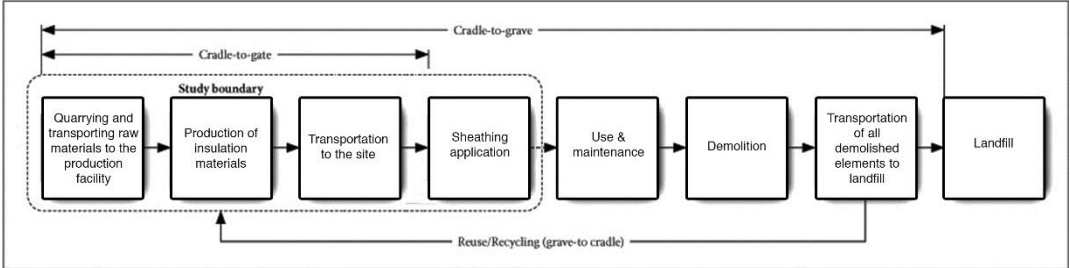 Cradle-to-grave
Cradle-to-gate
Study boundary
Quarrying and
transporting raw
materials to the
production
facility
Production of
insulation
materials
Transportation
to the site
Sheathing
application
Use &
maintenance
Demolition
Transportation
of all
demolished
elements to
landfill
Landfill
Reuse/Recycling (grave-to cradle)